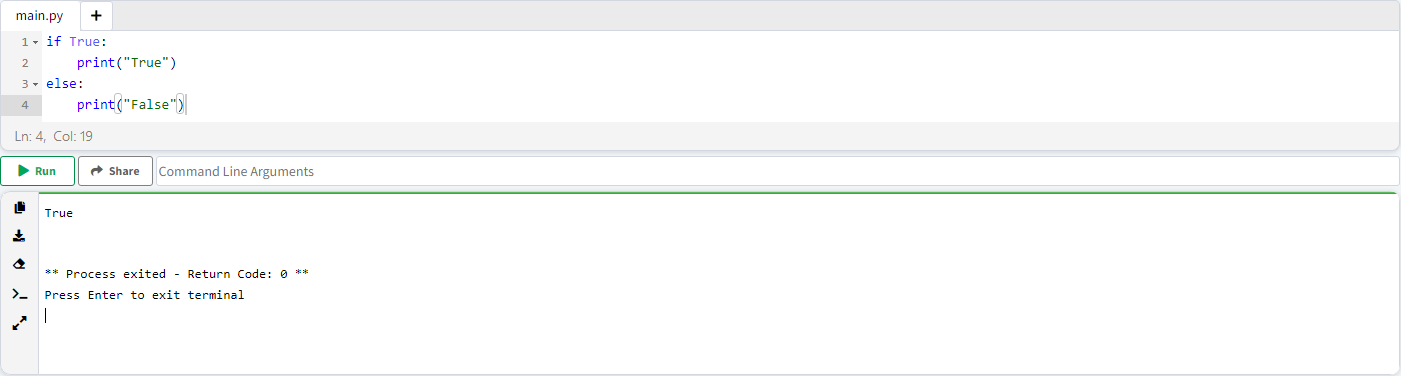 main.py +
1 if True:
2     print("True")
3 else:
4     print("False")
Ln: 4, Col: 19
Run Share Command Line Arguments
True
** Process exited - Return Code: 0 **
Press Enter to exit terminal